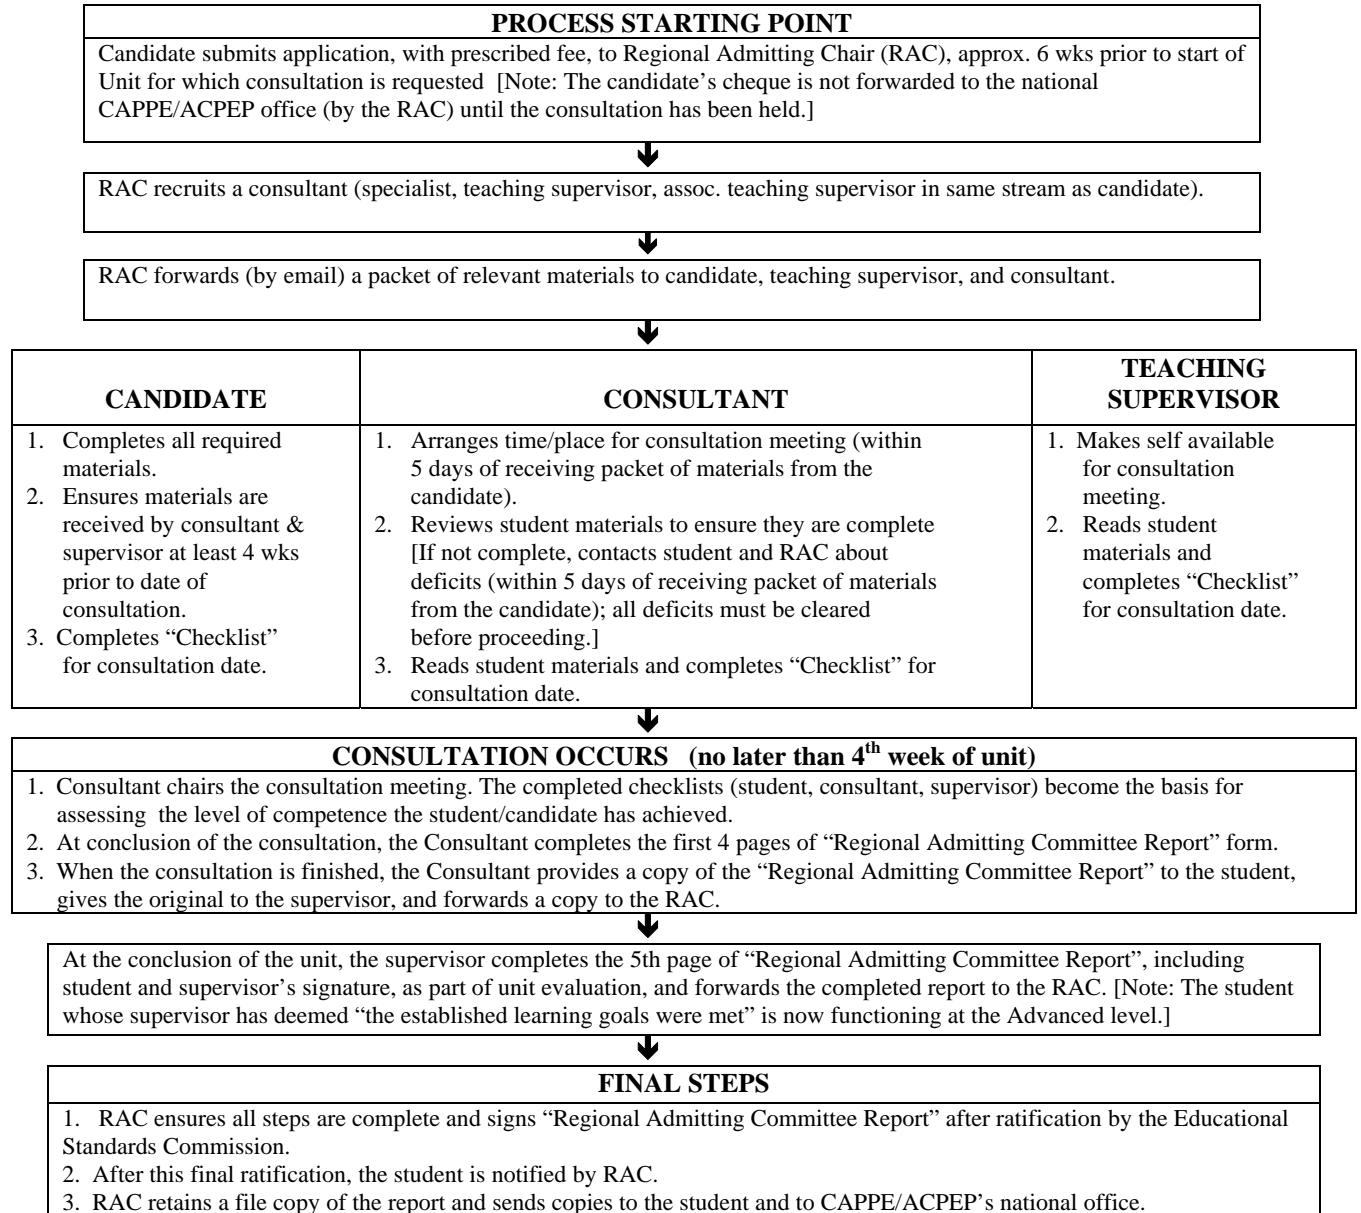 PROCESS STARTING POINT
Candidate submits application, with prescribed fee, to Regional Admitting Chair (RAC), approx. 6 wks prior to start of
Unit for which consultation is requested [Note: The candidate's cheque is not forwarded to the national
CAPPE/ACPEP office (by the RAC) until the consultation has been held.]
RAC recruits a consultant (specialist, teaching supervisor, assoc. teaching supervisor in same stream as candidate).
RAC forwards (by email) a packet of relevant materials to candidate, teaching supervisor, and consultant.
CANDIDATE
1. Completes all required
materials.
2. Ensures materials are
received by consultant &
supervisor at least 4 wks
prior to date of
consultation.
3. Completes “Checklist”
for consultation date.
CONSULTANT
1. Arranges time/place for consultation meeting (within
5 days of receiving packet of materials from the
candidate).
2. Reviews student materials to ensure they are complete
[If not complete, contacts student and RAC about
deficits (within 5 days of receiving packet of materials
from the candidate); all deficits must be cleared
before proceeding.]
3. Reads student materials and completes “Checklist” for
consultation date.
TEACHING
SUPERVISOR
1. Makes self available
for consultation
meeting.
2. Reads student
materials and
completes “Checklist”
for consultation date.
CONSULTATION OCCURS (no later than 4th week of unit)
1. Consultant chairs the consultation meeting. The completed checklists (student, consultant, supervisor) become the basis for
assessing the level of competence the student/candidate has achieved.
2. At conclusion of the consultation, the Consultant completes the first 4 pages of “Regional Admitting Committee Report” form.
3. When the consultation is finished, the Consultant provides a copy of the “Regional Admitting Committee Report” to the student,
gives the original to the supervisor, and forwards a copy to the RAC.
At the conclusion of the unit, the supervisor completes the 5th page of “Regional Admitting Committee Report”, including
student and supervisor’s signature, as part of unit evaluation, and forwards the completed report to the RAC. [Note: The student
whose supervisor has deemed “the established learning goals were met” is now functioning at the Advanced level.]
FINAL STEPS
1. RAC ensures all steps are complete and signs “Regional Admitting Committee Report” after ratification by the Educational
Standards Commission.
2. After this final ratification, the student is notified by RAC.
3. RAC retains a file copy of the report and sends copies to the student and to CAPPE/ACPEP’s national office.